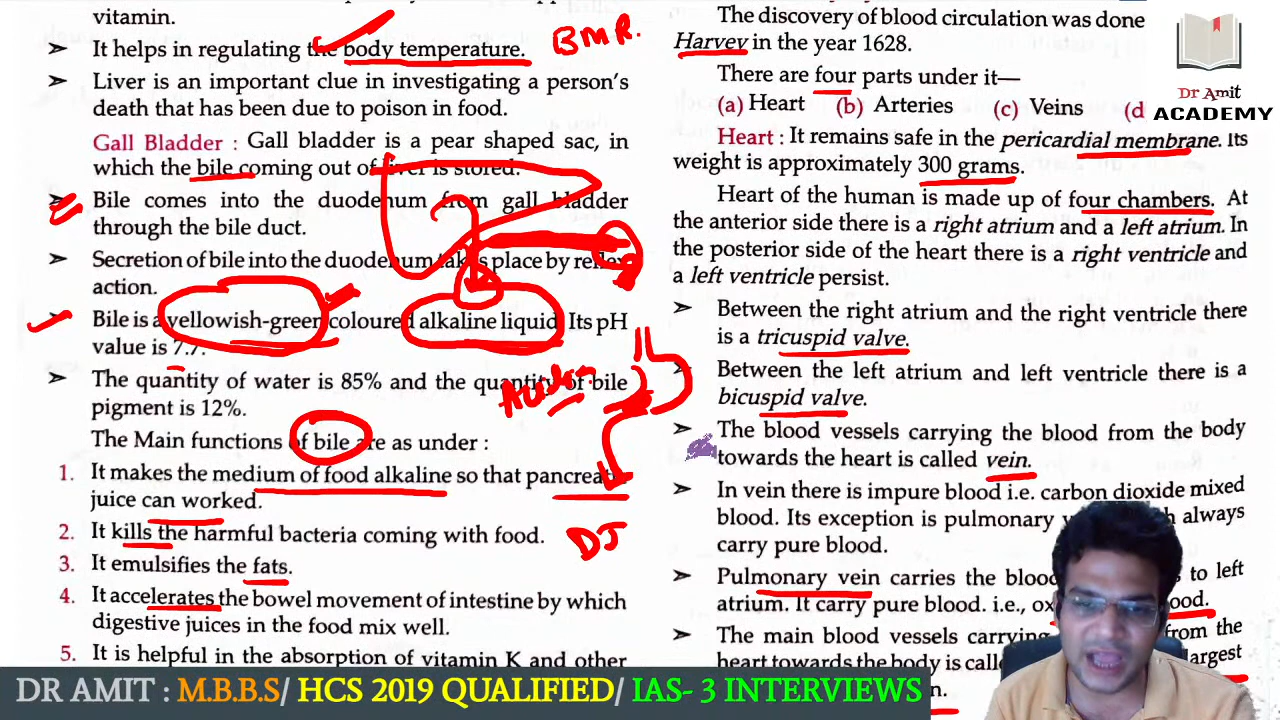 vitamin.
➤ It helps in regulating the body temperature.
BMR.
➤ Liver is an important clue in investigating a person's
death that has been due to poison in food.
Gall Bladder : Gall bladder is a pear shaped sac, in
which the bile coming out of liver is stored.
➤ Bile comes into the duodenum from gall bladder
through the bile duct.
➤ Secretion of bile into the duodenum takes place by reflex
action.
Bile is a yellowish-green coloured alkaline liquid. Its pH
value is 7.7.
➤ The quantity of water is 85% and the quantity of bile
pigment is 12%.
The Main functions of bile are as under :
1. It makes the medium of food alkaline so that pancreatic
juice can worked.
2. It kills the harmful bacteria coming with food.
DJ
3. It emulsifies the fats.
4. It accelerates the bowel movement of intestine by which
digestive juices in the food mix well.
5. It is helpful in the absorption of vitamin K and other
The discovery of blood circulation was done
Harvey in the year 1628.
There are four parts under it—
(a) Heart (b) Arteries (c) Veins (d
Heart : It remains safe in the pericardial membrane. Its
weight is approximately 300 grams.
Heart of the human is made up of four chambers. At
the anterior side there is a right atrium and a left atrium. In
the posterior side of the heart there is a right ventricle and
a left ventricle persist.
➤ Between the right atrium and the right ventricle there
is a tricuspid valve.
Between the left atrium and left ventricle there is a
bicuspid valve.
➤ The blood vessels carrying the blood from the body
towards the heart is called vein.
➤ In vein there is impure blood i.e. carbon dioxide mixed
blood. Its exception is pulmonary always
carry pure blood.
➤ Pulmonary vein carries the blood to left
atrium. It carry pure blood. i.e.,
➤ The main blood vessels carrying from the
heart towards the body is largest
Dr Amit
ACADEMY
DR AMIT : M.B.B.S/ HCS 2019 QUALIFIED/ IAS- 3 INTERVIEWS